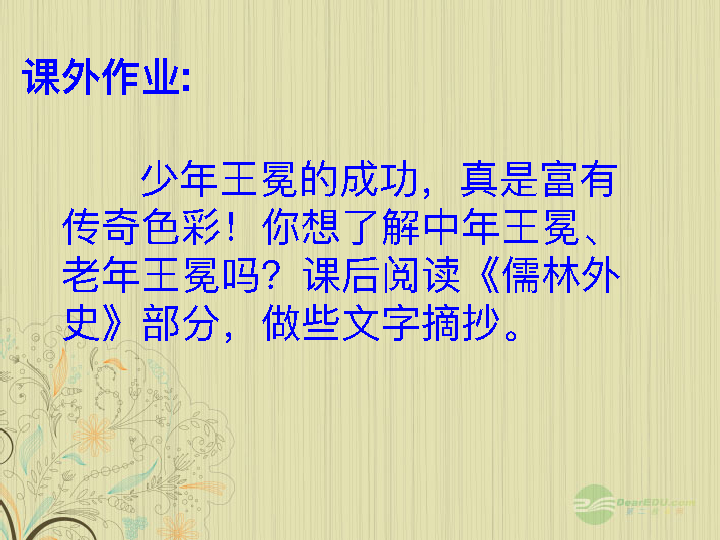 课外作业:
少年王冕的成功，真是富有
传奇色彩！你想了解中年王冕、
老年王冕吗？课后阅读《儒林外
史》部分，做些文字摘抄。
DearEDU.com